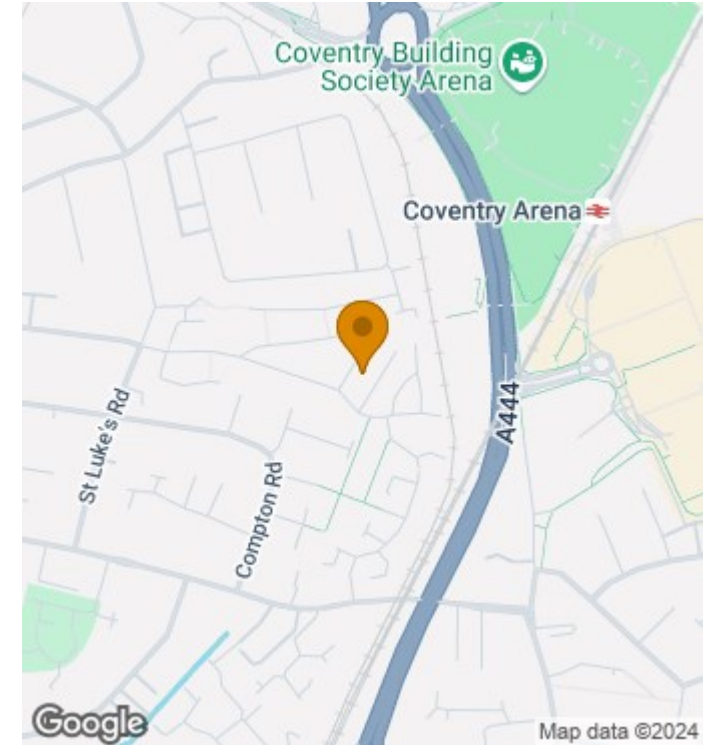 Coventry Building
Society Arena
Coventry Arena
A444
St Luke's Rd
Compton Rd
Google
Map data ©2024